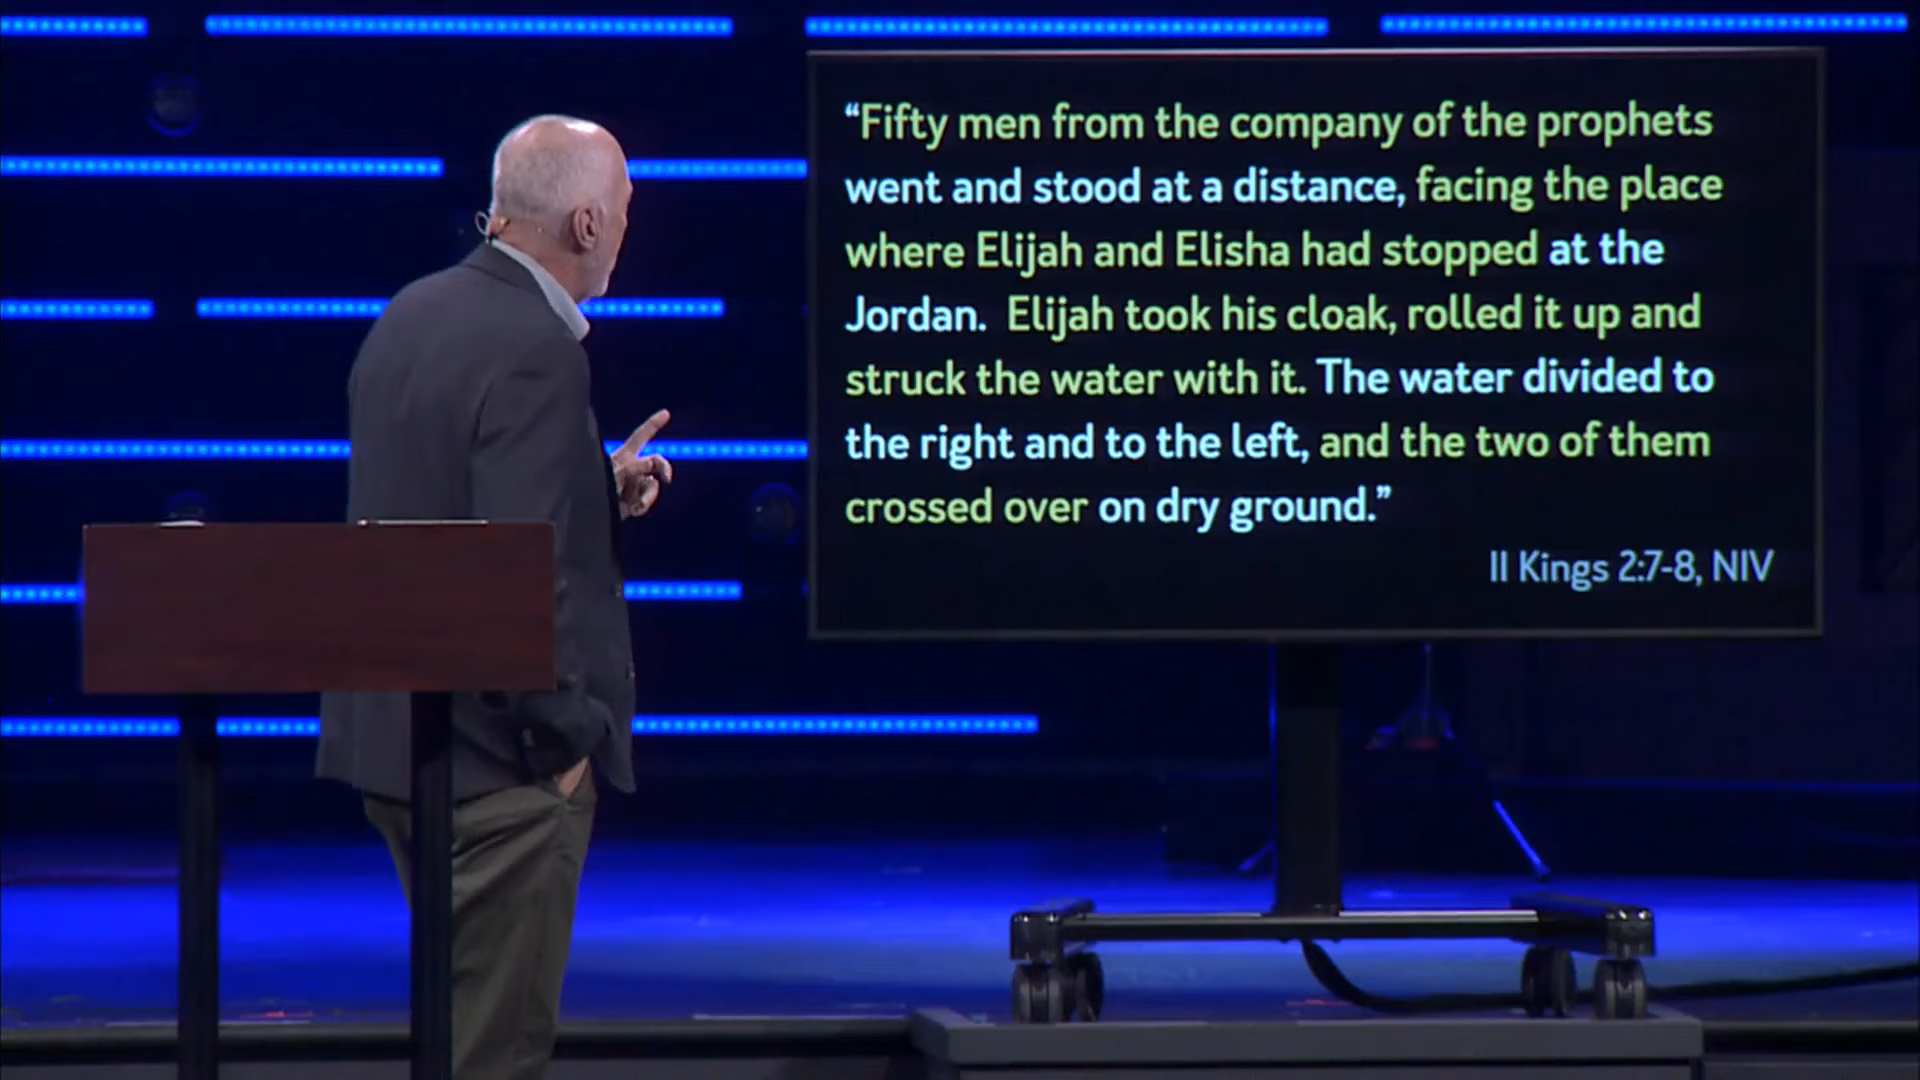 “Fifty men from the company of the prophets
went and stood at a distance, facing the place
where Elijah and Elisha had stopped at the
Jordan. Elijah took his cloak, rolled it up and
struck the water with it. The water divided to
the right and to the left, and the two of them
crossed over on dry ground.”
II Kings 2:7-8, NIV